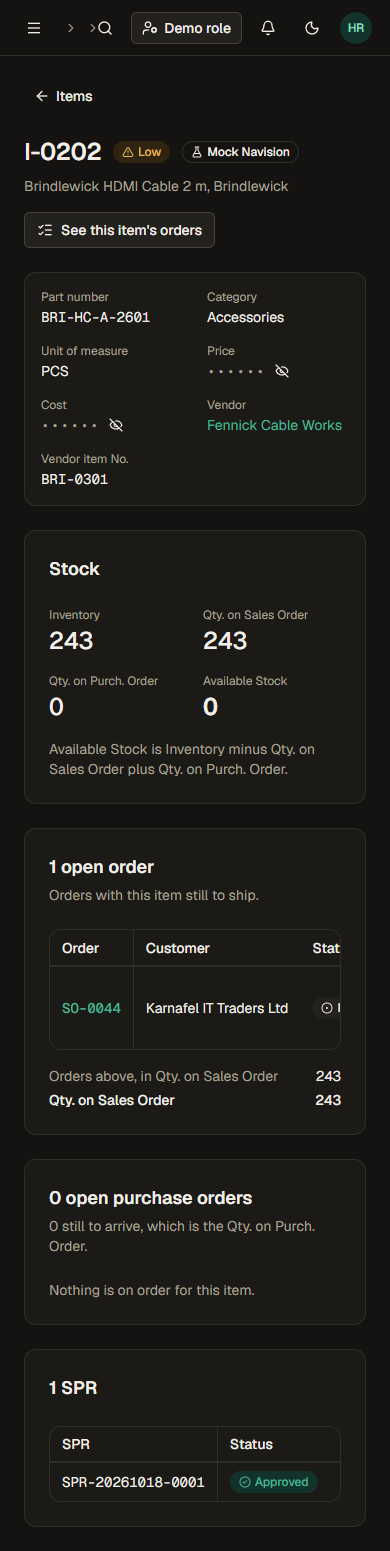 Demo role
HR
Items
I-0202 Low Mock Navision
Brindlewick HDMI Cable 2 m, Brindlewick
See this item's orders
Part number Category
BRI-HC-A-2601 Accessories
Unit of measure Price
PCS ••••••
Cost Vendor
•••••• Fennick Cable Works
Vendor item No.
BRI-0301
Stock
Inventory Qty. on Sales Order
243 243
Qty. on Purch. Order Available Stock
0 0
Available Stock is Inventory minus Qty. on
Sales Order plus Qty. on Purch. Order.
1 open order
Orders with this item still to ship.
Order Customer
SO-0044 Karnafel IT Traders Ltd
Orders above, in Qty. on Sales Order 243
Qty. on Sales Order 243
0 open purchase orders
0 still to arrive, which is the Qty. on Purch.
Order.
Nothing is on order for this item.
1 SPR
SPR Status
SPR-20261018-0001 Approved